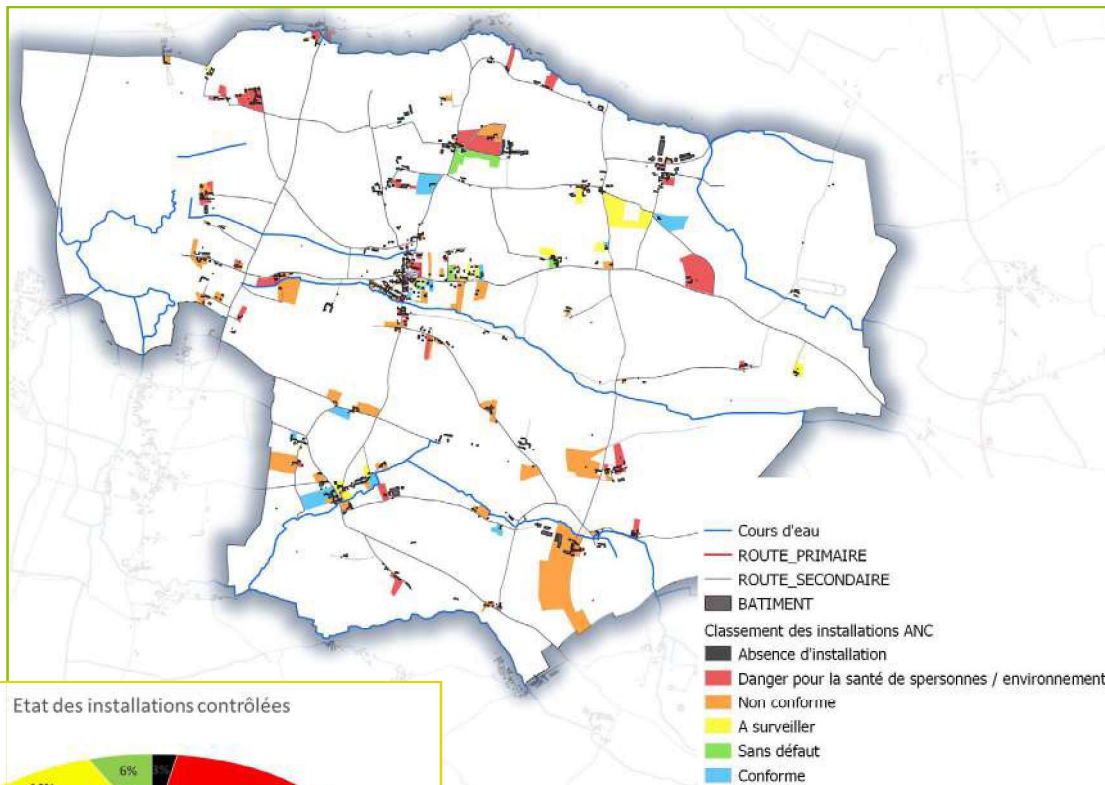 Cours d'eau
ROUTE_PRIMAIRE
ROUTE_SECONDAIRE
BATIMENT
Classement des installations ANC
Absence d'installation
Danger pour la santé de spersonnes / environnement
Non conforme
A surveiller
Sans défaut
Conforme
Etat des installations contrôlées
6%
3%